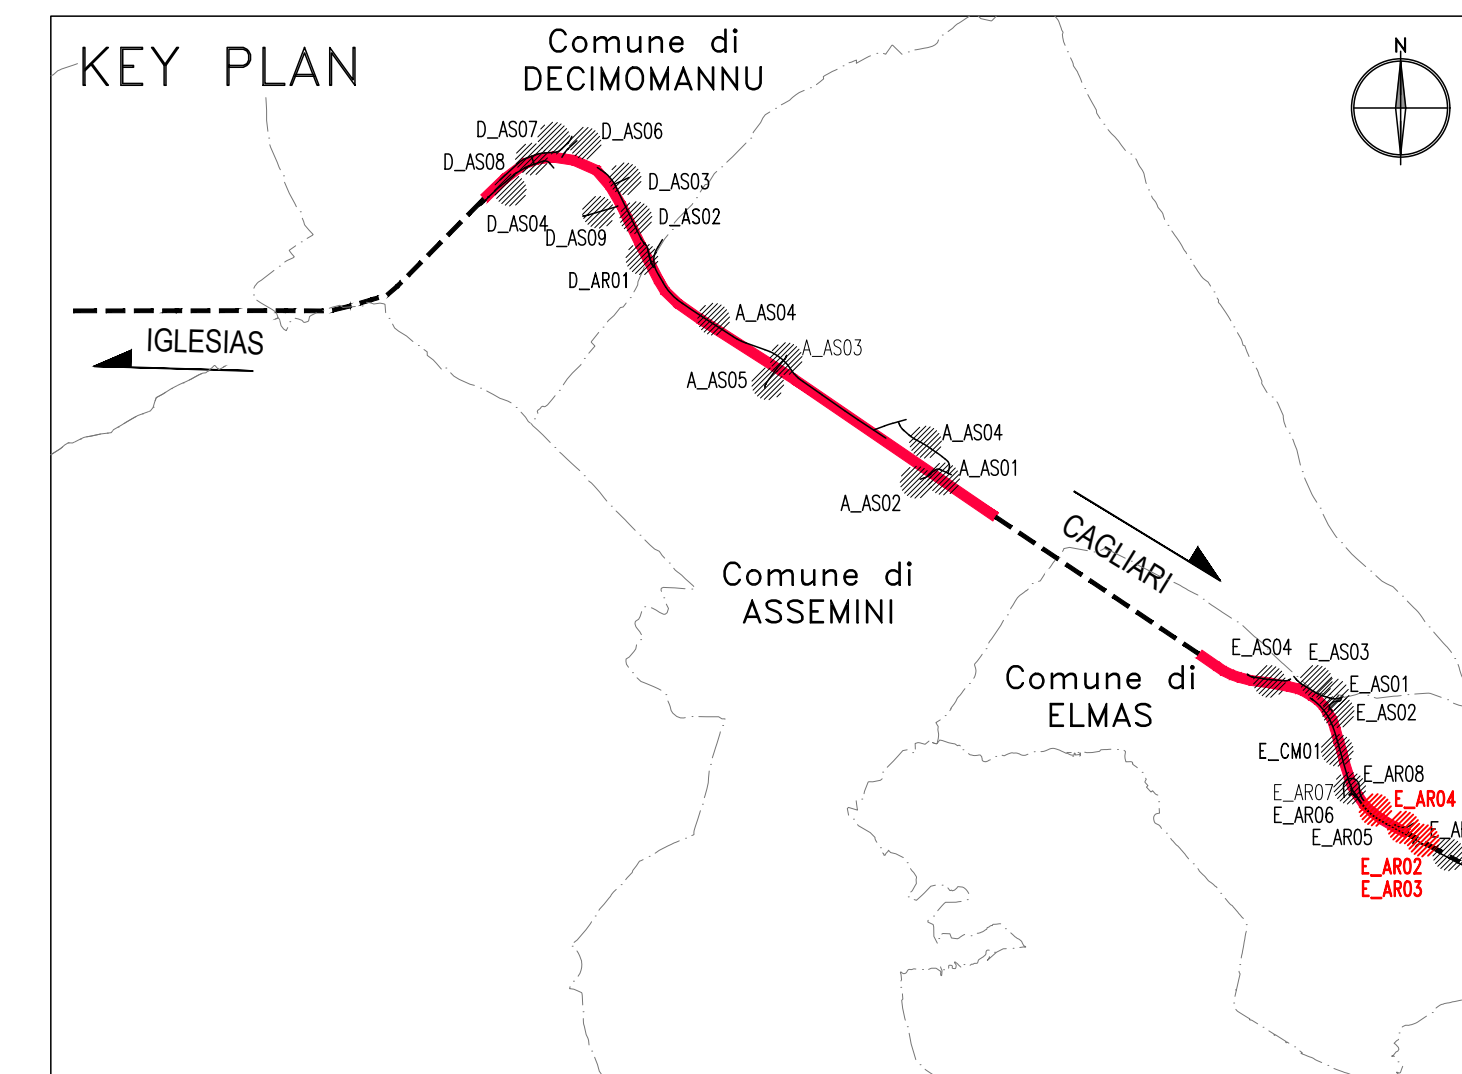 KEY PLAN
Comune di
DECIMOMANNU
N
D_AS07
D_AS06
D_AS08
D_AS03
D_AS04
D_AS02
D_AS09
D_AR01
A_AS04
IGLESIAS
A_AS03
A_AS05
A_AS04
A_AS01
A_AS02
CAGLIARI
Comune di
ASSEMINI
E_AS04
E_AS03
Comune di
ELMAS
E_AS01
E_AS02
E_CM01
E_AR08
E_AR07
E_AR04
E_AR06
E_AR05
E_AR02
E_AR03